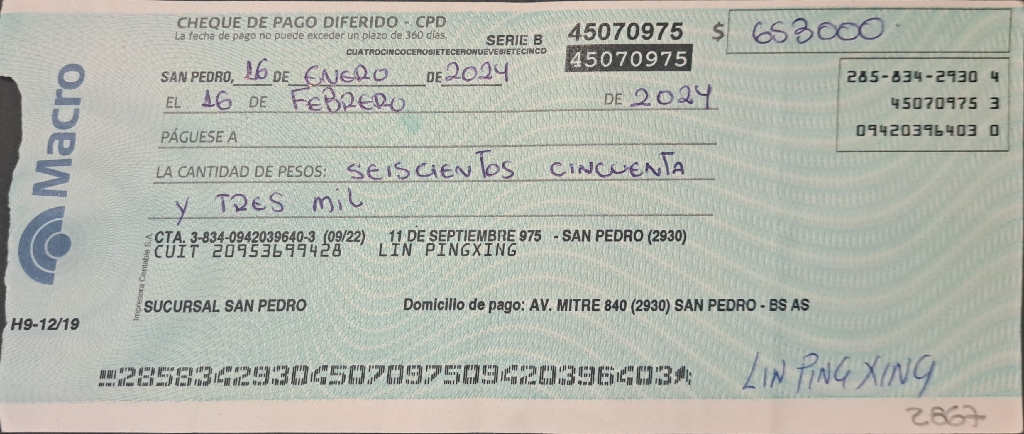 CHEQUE DE PAGO DIFERIDO - CPD
La fecha de pago no puede exceder un plazo de 360 días.
SERIE B 45070975 $ 653000
CUATROCINCOCEROSIETECERONUEVESIETECINCO
45070975
SAN PEDRO, 16 DE ENERO DE 2024
285-834-2930 4
EL 16 DE FEBRERO DE 2024
45070975 3
09420396403 0
PÁGUESE A
LA CANTIDAD DE PESOS: SEISCIENTOS CINCUENTA
Y TRES MIL
Macro
CTA. 3-834-0942039640-3 (09/22) 11 DE SEPTIEMBRE 975 - SAN PEDRO (2930)
CUIT 20953699428 LIN PINGXING
Impresora Contable S.A.
SUCURSAL SAN PEDRO Domicilio de pago: AV. MITRE 840 (2930) SAN PEDRO - BS AS
H9-12/19
28583429304507097509420396403
LIN PING XING
2867